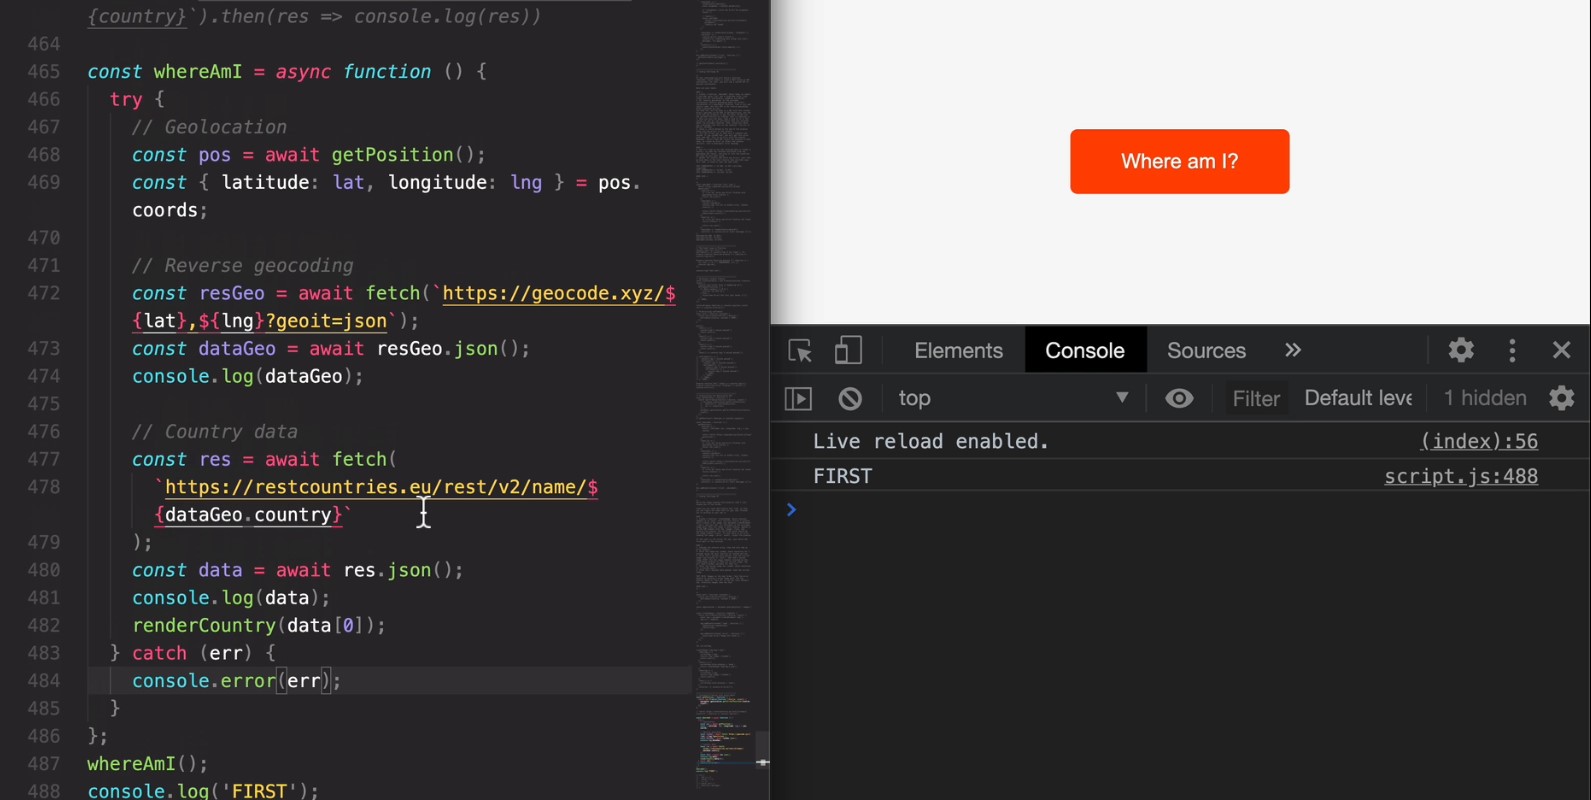 {country}`).then(res => console.log(res))
464
465 const whereAmI = async function () {
466 try {
467 // Geolocation
468 const pos = await getPosition();
469 const { latitude: lat, longitude: lng } = pos.
coords;
470
471 // Reverse geocoding
472 const resGeo = await fetch(`https://geocode.xyz/$
{lat},${lng}?geoit=json`);
473 const dataGeo = await resGeo.json();
474 console.log(dataGeo);
475
476 // Country data
477 const res = await fetch(
478 `https://restcountries.eu/rest/v2/name/$
{dataGeo.country}`
479 );
480 const data = await res.json();
481 console.log(data);
482 renderCountry(data[0]);
483 } catch (err) {
484 console.error(err);
485 }
486 };
487 whereAmI();
488 console.log('FIRST');
Where am I?
Elements Console Sources »
top Filter Default leve 1 hidden
Live reload enabled. (index):56
FIRST script.js:488